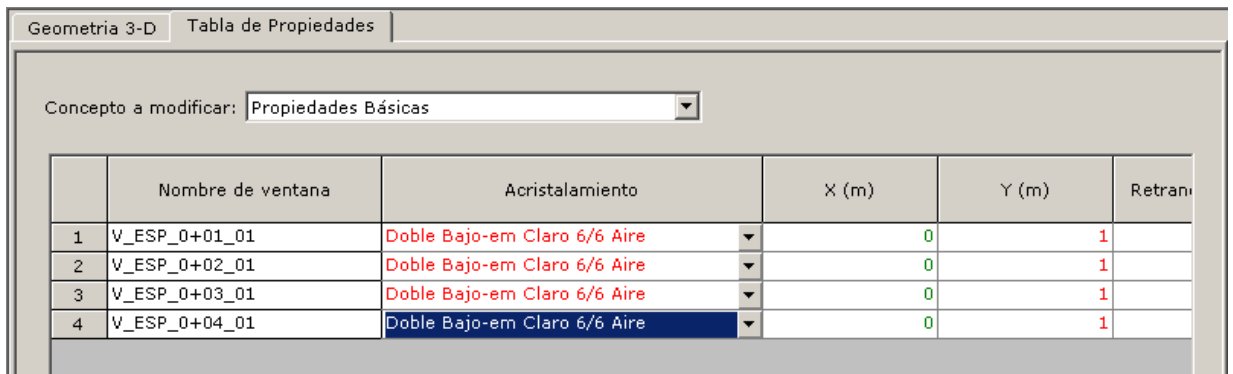 Geometria 3-D Tabla de Propiedades
Concepto a modificar: Propiedades Básicas
Nombre de ventana Acristalamiento X (m) Y (m) Retran
1 V_ESP_0+01_01 Doble Bajo-em Claro 6/6 Aire 0 1
2 V_ESP_0+02_01 Doble Bajo-em Claro 6/6 Aire 0 1
3 V_ESP_0+03_01 Doble Bajo-em Claro 6/6 Aire 0 1
4 V_ESP_0+04_01 Doble Bajo-em Claro 6/6 Aire 0 1